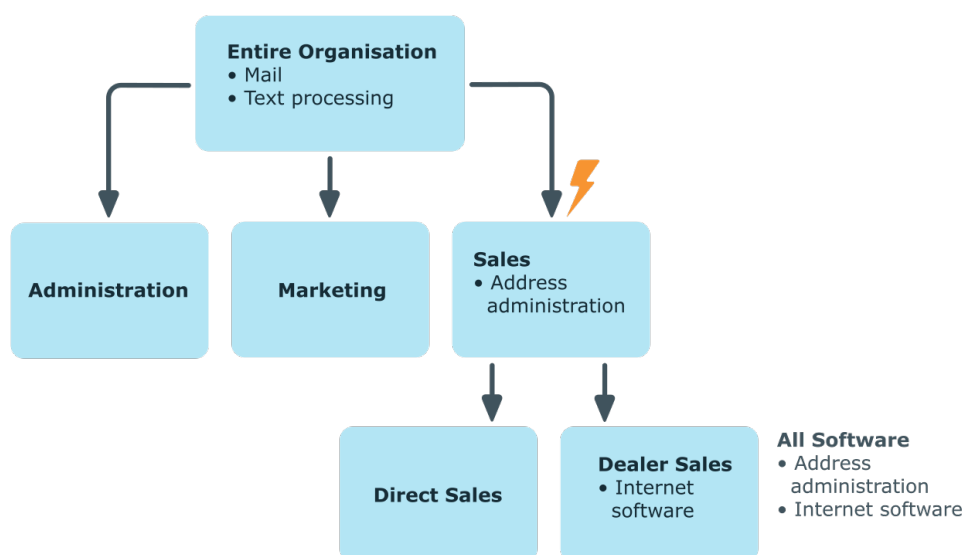 Entire Organisation
• Mail
• Text processing
Administration
Marketing
Sales
• Address
administration
Direct Sales
Dealer Sales
• Internet
software
All Software
• Address
administration
• Internet software